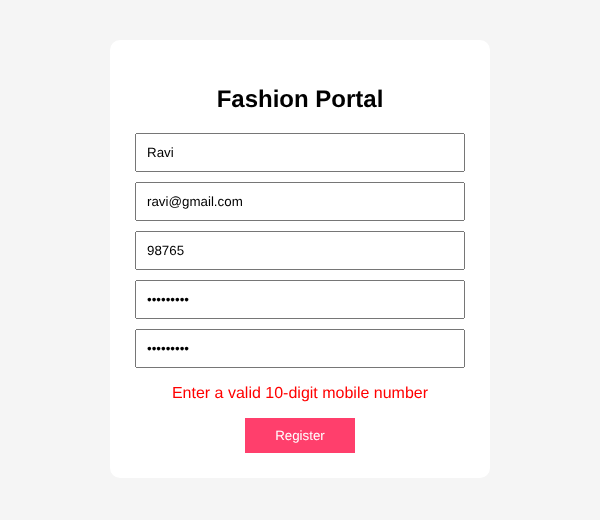 Fashion Portal
Ravi
ravi@gmail.com
98765
•••••••••
•••••••••
Enter a valid 10-digit mobile number
Register